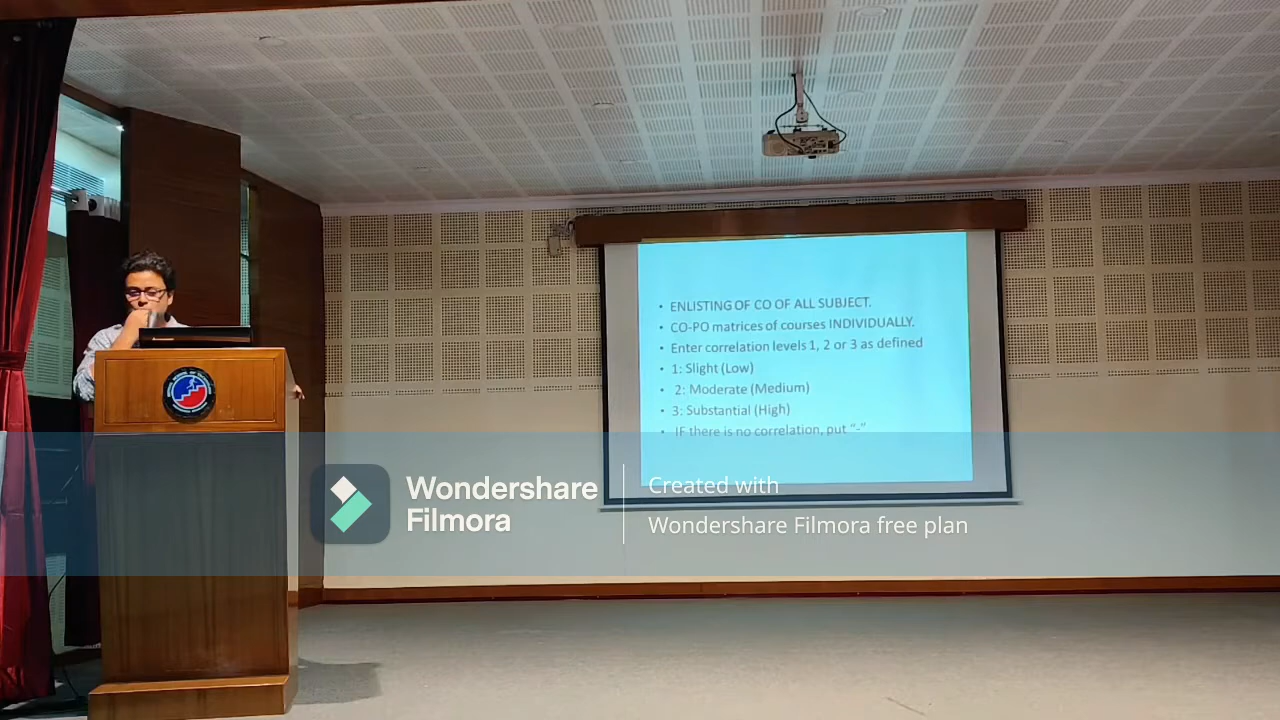 • ENLISTING OF CO OF ALL SUBJECT.
• CO-PO matrices of courses INDIVIDUALLY.
• Enter correlation levels 1, 2 or 3 as defined
• 1: Slight (Low)
• 2: Moderate (Medium)
• 3: Substantial (High)
• IF there is no correlation, put "-"
Wondershare
Filmora
Created with
Wondershare Filmora free plan